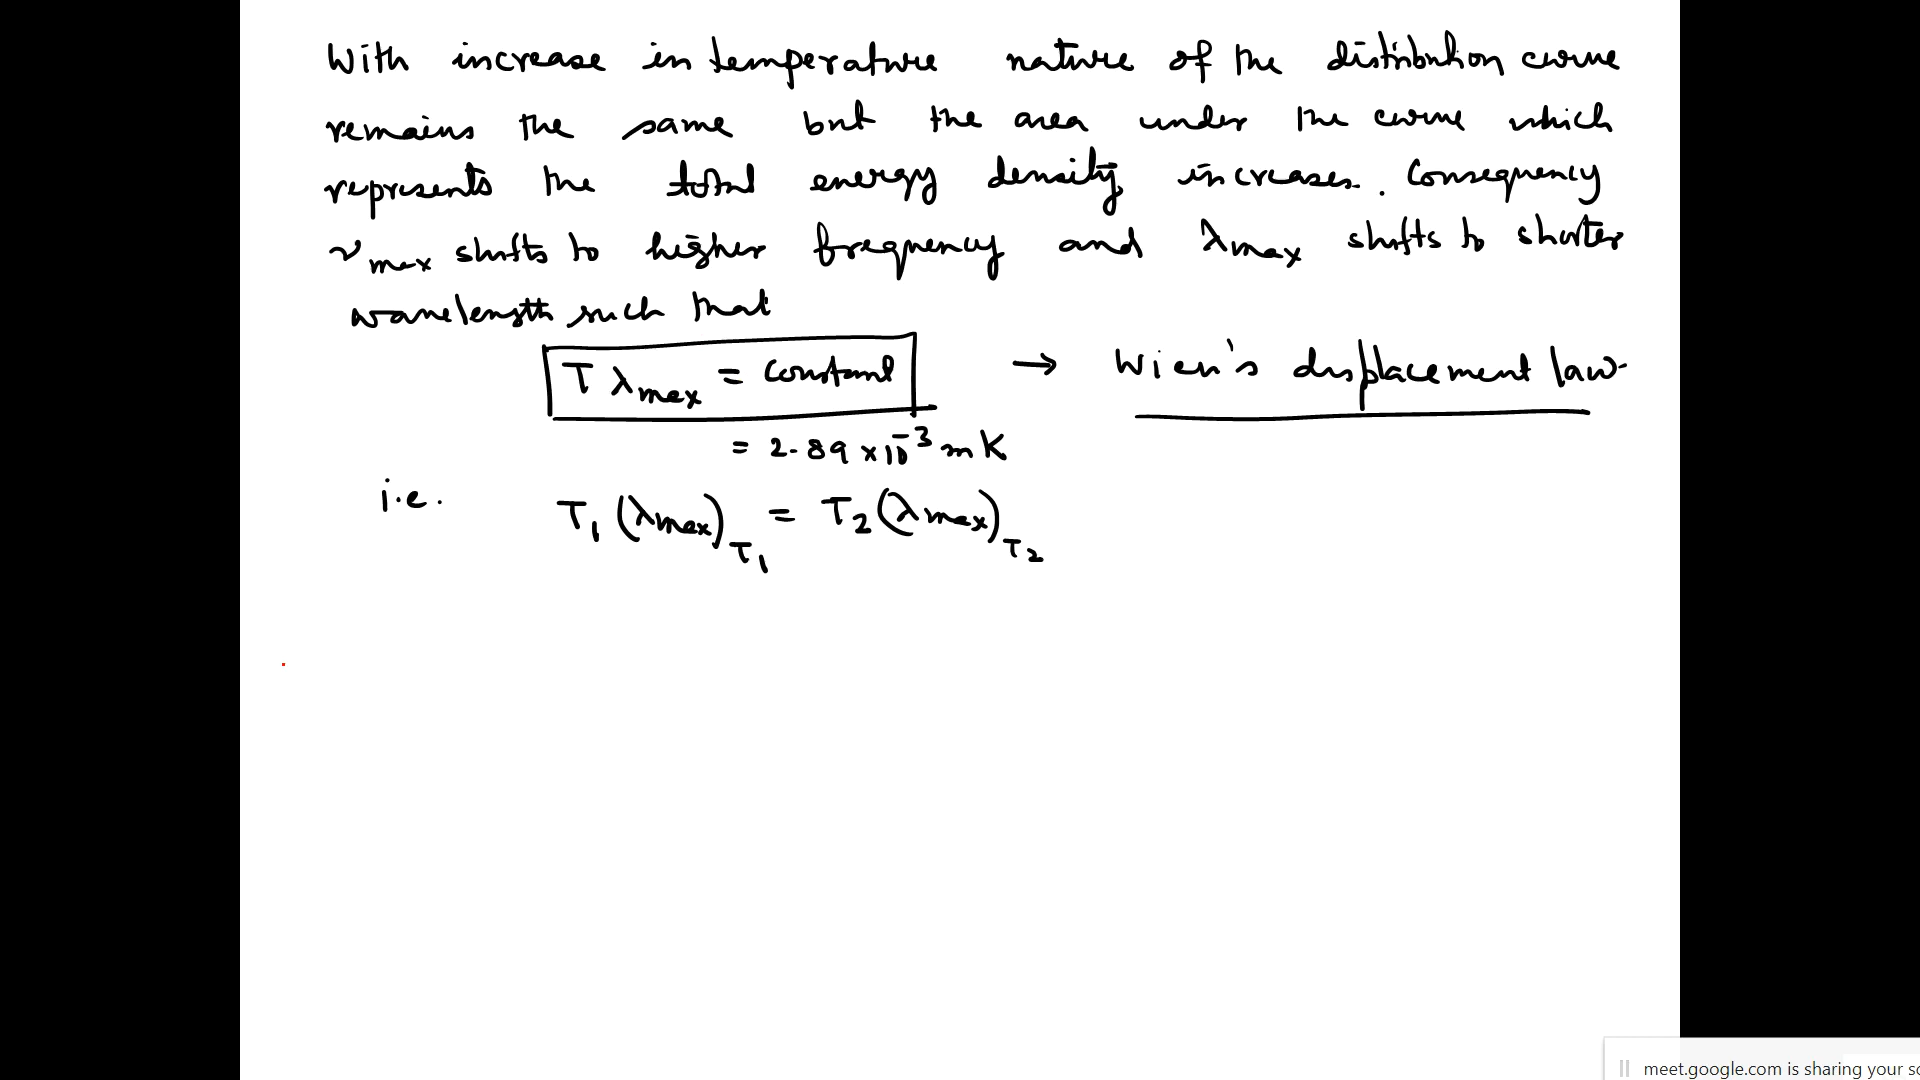 With increase in temperature nature of the distribution curve
remains the same but the area under the curve which
represents the total energy density increases. Consequency
ν max shifts to higher frequency and λmax shifts to shorter
wavelength such that
T λmax = constant → Wien's displacement law.
= 2.89 × 10⁻³ m K
i.e. T₁ (λmax)T₁ = T₂ (λmax)T₂
meet.google.com is sharing your sc